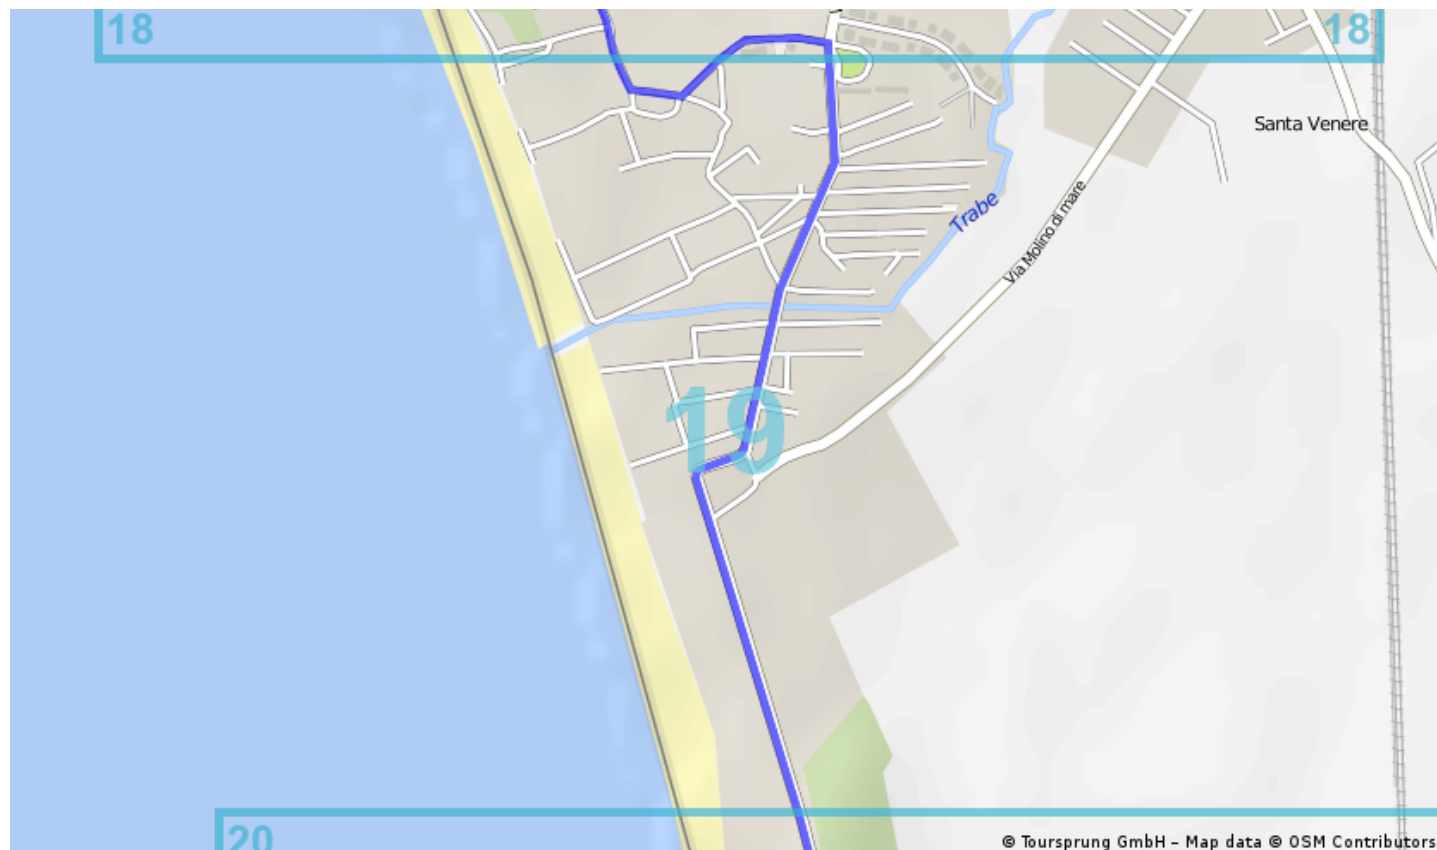 18
18
Santa Venere
Trabe
Via Molino di mare
19
20
© Toursprung GmbH – Map data © OSM Contributors